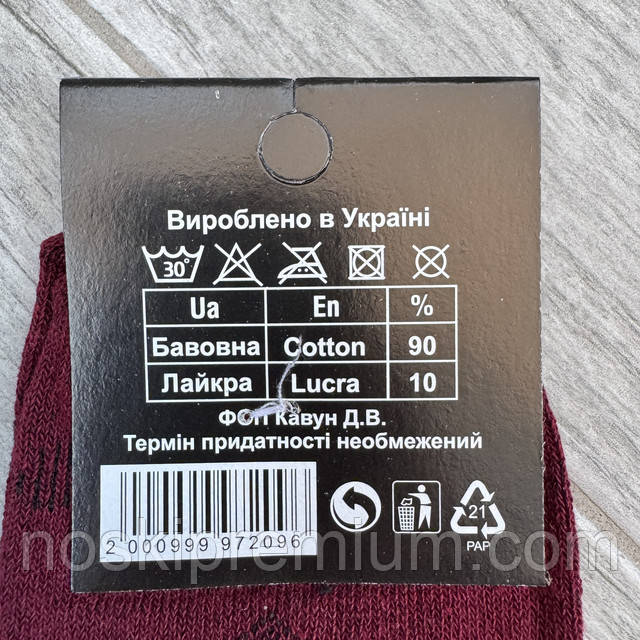 Вироблено в Україні
30°
Ua En %
Бавовна Cotton 90
Лайкра Lucra 10
ФОП Кавун Д.В.
Термін придатності необмежений
2 000999 972096
21
PAP
noskipremium.com.ua